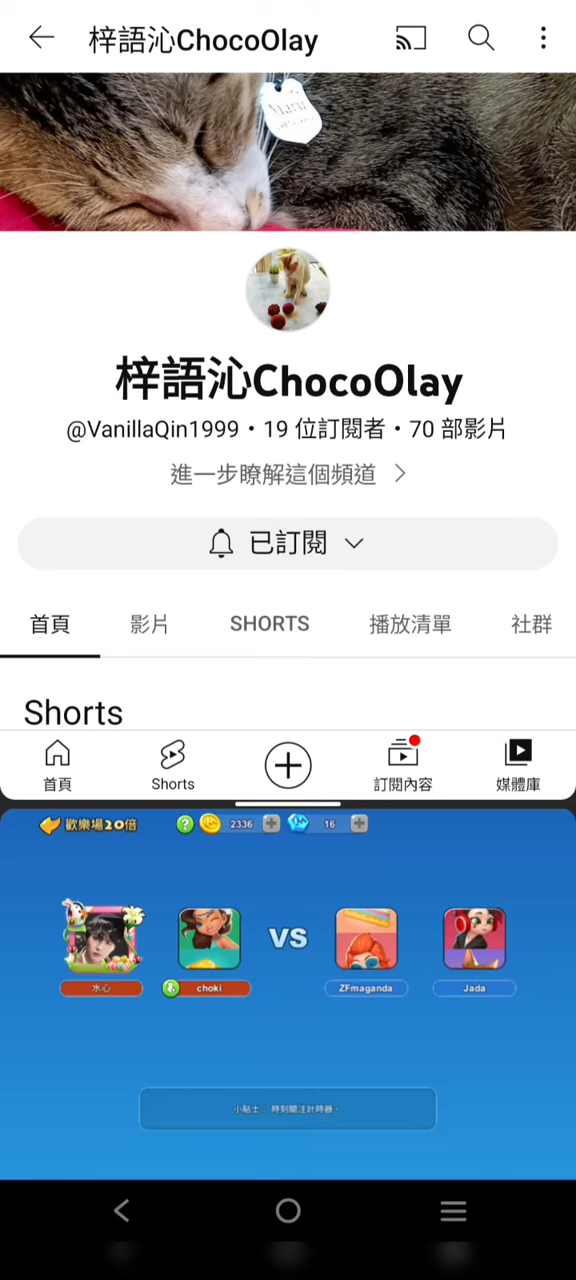 梓語沁ChocoOlay
梓語沁ChocoOlay
@VanillaQin1999・19 位訂閱者・70 部影片
進一步瞭解這個頻道
已訂閱
首頁 影片 SHORTS 播放清單 社群
Shorts
首頁 Shorts 訂閱內容 媒體庫
歡樂場20倍 ? 2336 16
VS
水心 choki ZFmaganda Jada
小貼士： 時刻關注計時器。